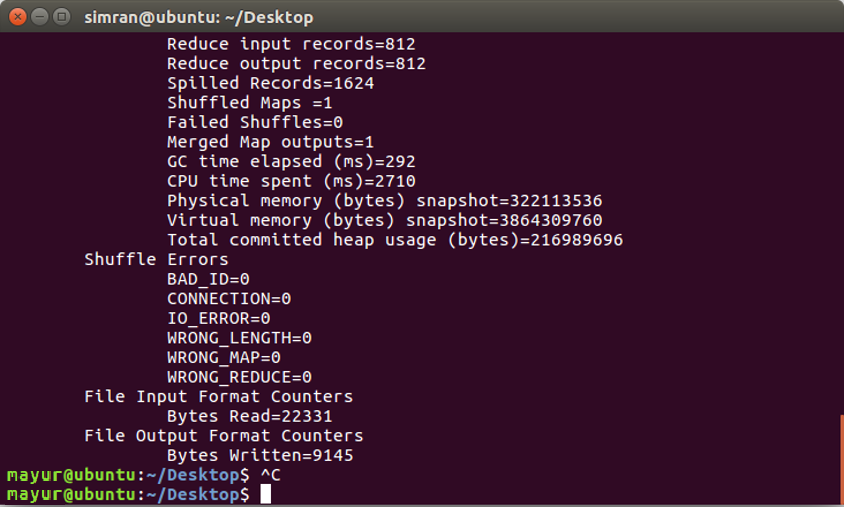 simran@ubuntu: ~/Desktop
Reduce input records=812
Reduce output records=812
Spilled Records=1624
Shuffled Maps =1
Failed Shuffles=0
Merged Map outputs=1
GC time elapsed (ms)=292
CPU time spent (ms)=2710
Physical memory (bytes) snapshot=322113536
Virtual memory (bytes) snapshot=3864309760
Total committed heap usage (bytes)=216989696
Shuffle Errors
BAD_ID=0
CONNECTION=0
IO_ERROR=0
WRONG_LENGTH=0
WRONG_MAP=0
WRONG_REDUCE=0
File Input Format Counters
Bytes Read=22331
File Output Format Counters
Bytes Written=9145
mayur@ubuntu:~/Desktop$ ^C
mayur@ubuntu:~/Desktop$